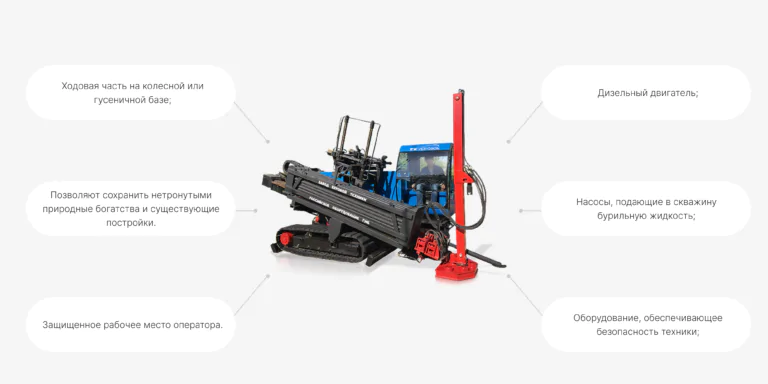 Ходовая часть на колесной или
гусеничной базе;
Дизельный двигатель;
Позволяют сохранить нетронутыми
природные богатства и существующие
постройки.
Насосы, подающие в скважину
бурильную жидкость;
Защищенное рабочее место оператора.
Оборудование, обеспечивающее
безопасность техники;